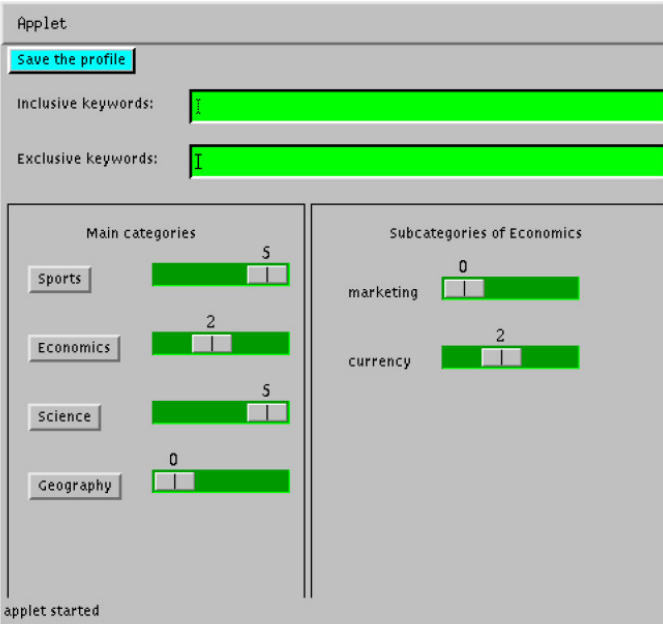 Applet
Save the profile
Inclusive keywords:
Exclusive keywords:
Main categories
5
Sports
2
Economics
5
Science
0
Geography
Subcategories of Economics
0
marketing
2
currency
applet started